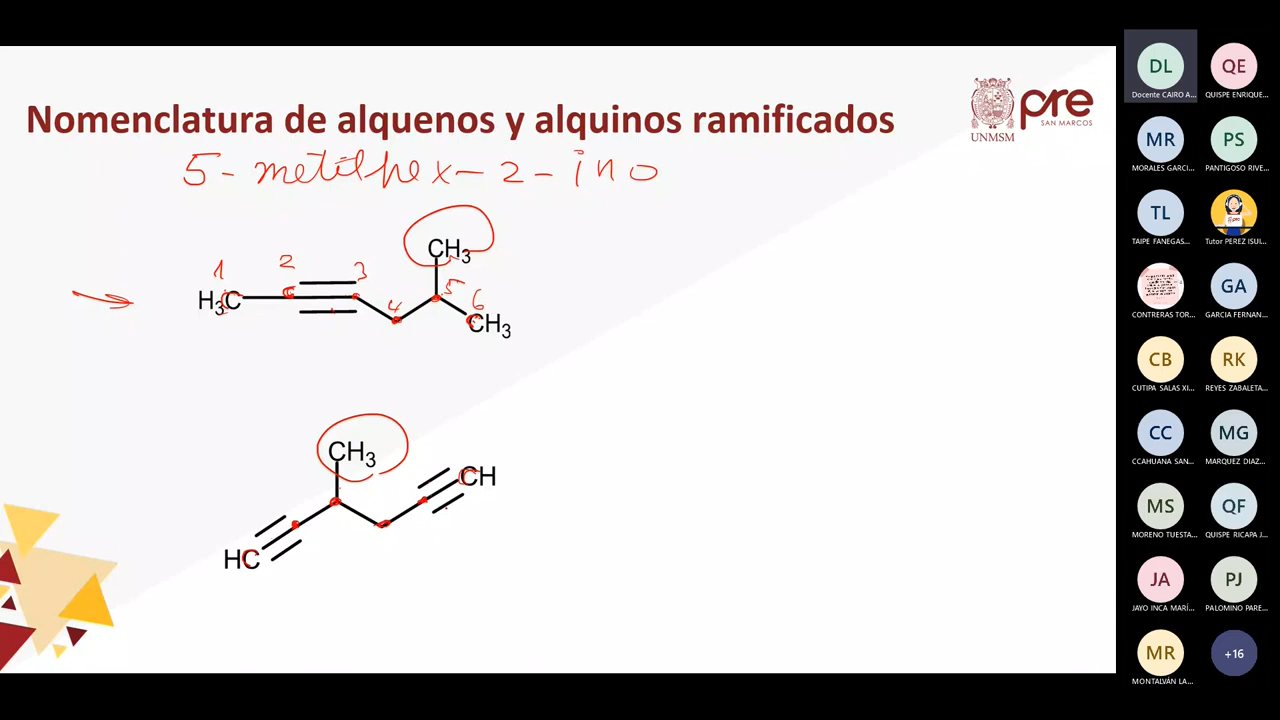 Nomenclatura de alquenos y alquinos ramificados
UNMSM
pre
SAN MARCOS
5 - metilhex - 2 - ino
CH3
1 2 3 4 5 6
H3C
CH3
CH3
CH
HC
DL
Docente CAIRO A...
QE
QUISPE ENRIQUE...
MR
MORALES GARCI...
PS
PANTIGOSO RIVE...
TL
TAIPE FANEGAS...
Tutor PEREZ ISUI...
CONTRERAS TOR...
GA
GARCIA FERNAN...
CB
CUTIPA SALAS XI...
RK
REYES ZABALETA...
CC
CCAHUANA SAN...
MG
MARQUEZ DIAZ...
MS
MORENO TUESTA...
QF
QUISPE RICAPA J...
JA
JAYO INCA MARÍ...
PJ
PALOMINO PARE...
MR
MONTALVÁN LA...
+16